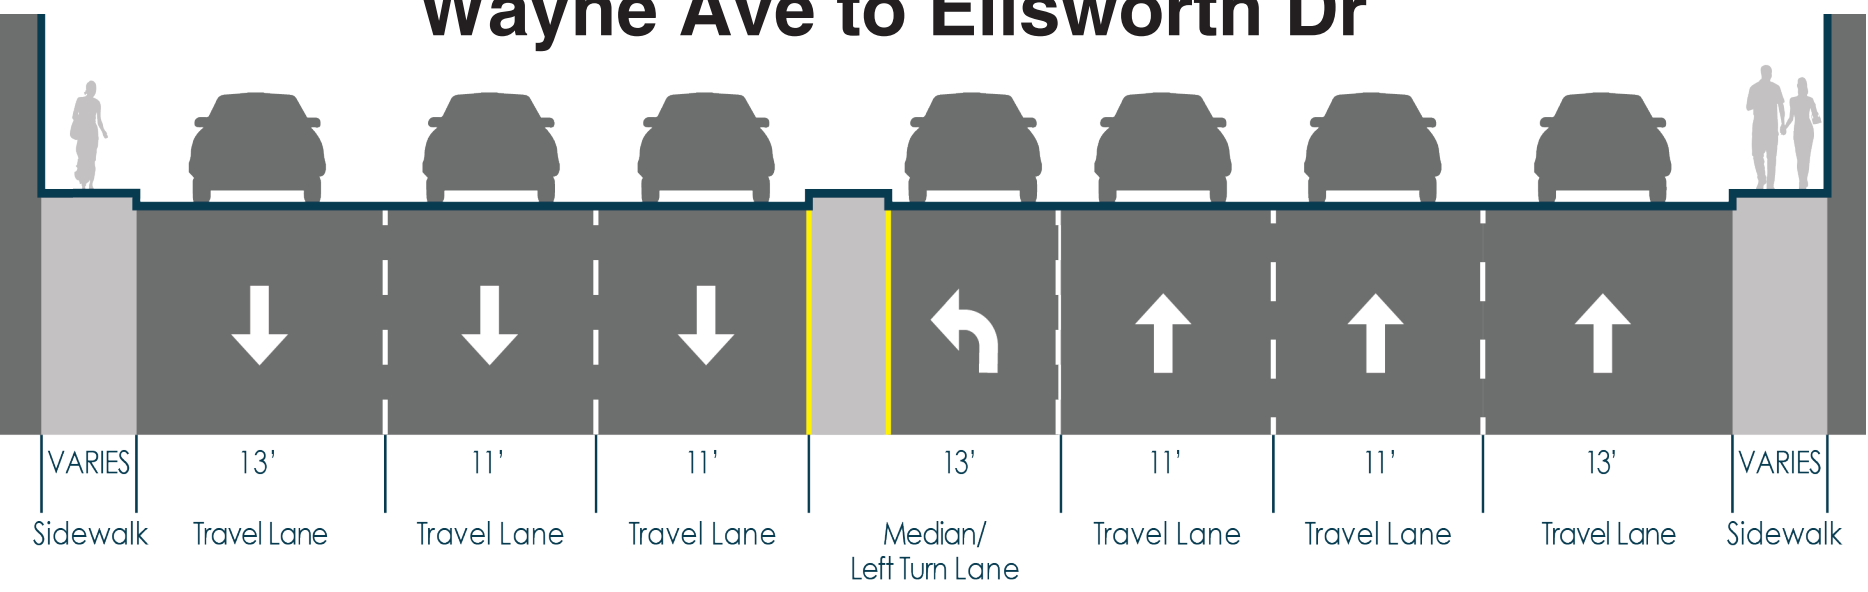 Wayne Ave to Ellsworth Dr
VARIES 13’ 11’ 11’ 13’ 11’ 11’ 13’ VARIES
Sidewalk Travel Lane Travel Lane Travel Lane Median/ Travel Lane Travel Lane Travel Lane Sidewalk
Left Turn Lane